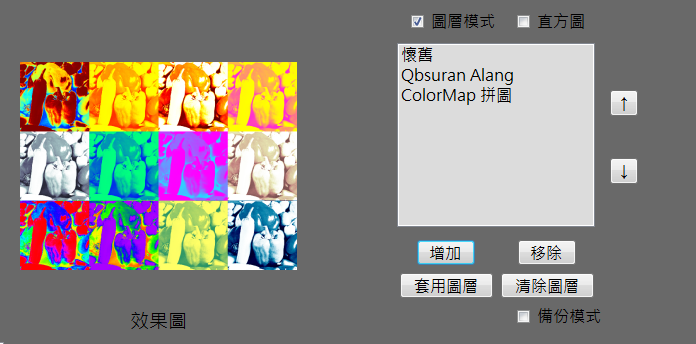 圖層模式 直方圖
懷舊
Qbsuran Alang
ColorMap 拼圖
↑
↓
增加 移除
套用圖層 清除圖層
效果圖 備份模式